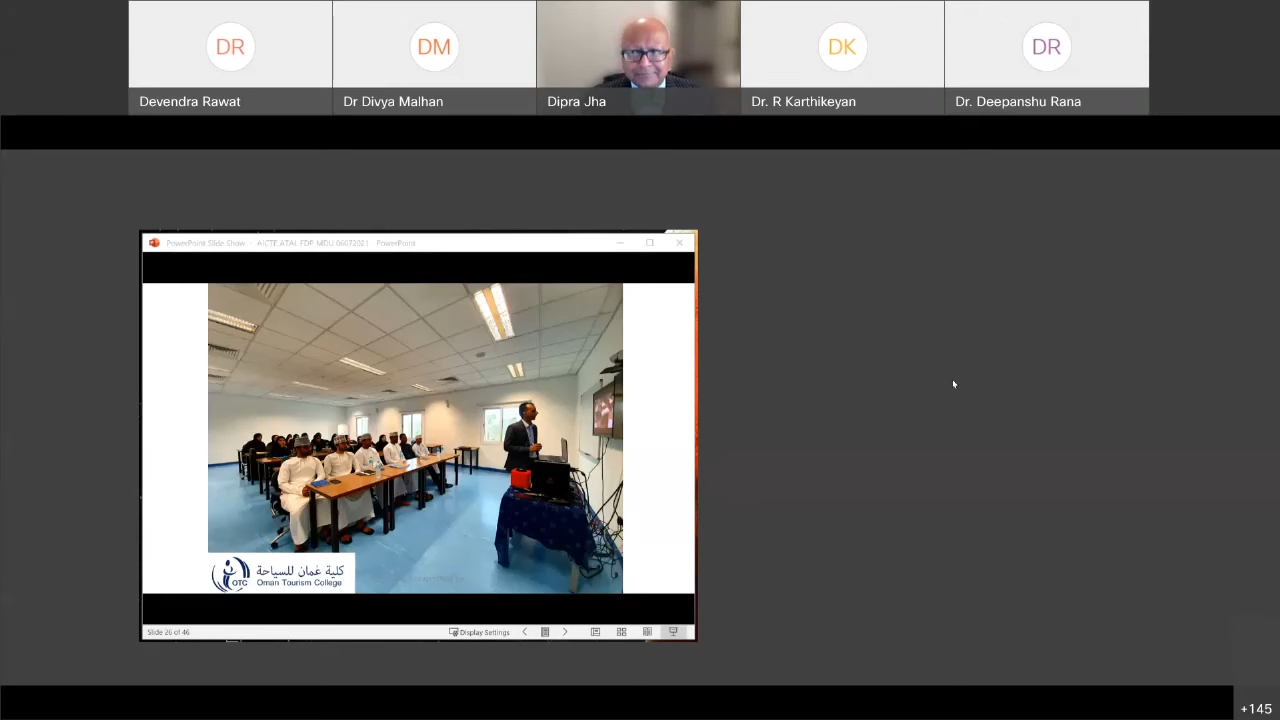 DR
DM
DK
DR
Devendra Rawat
Dr Divya Malhan
Dipra Jha
Dr. R Karthikeyan
Dr. Deepanshu Rana
PowerPoint Slide Show - AICTE ATAL FDP MDU 06072021 - PowerPoint
كلية عُمان للسياحة
OTC
Oman Tourism College
Slide 26 of 46
Display Settings
+145